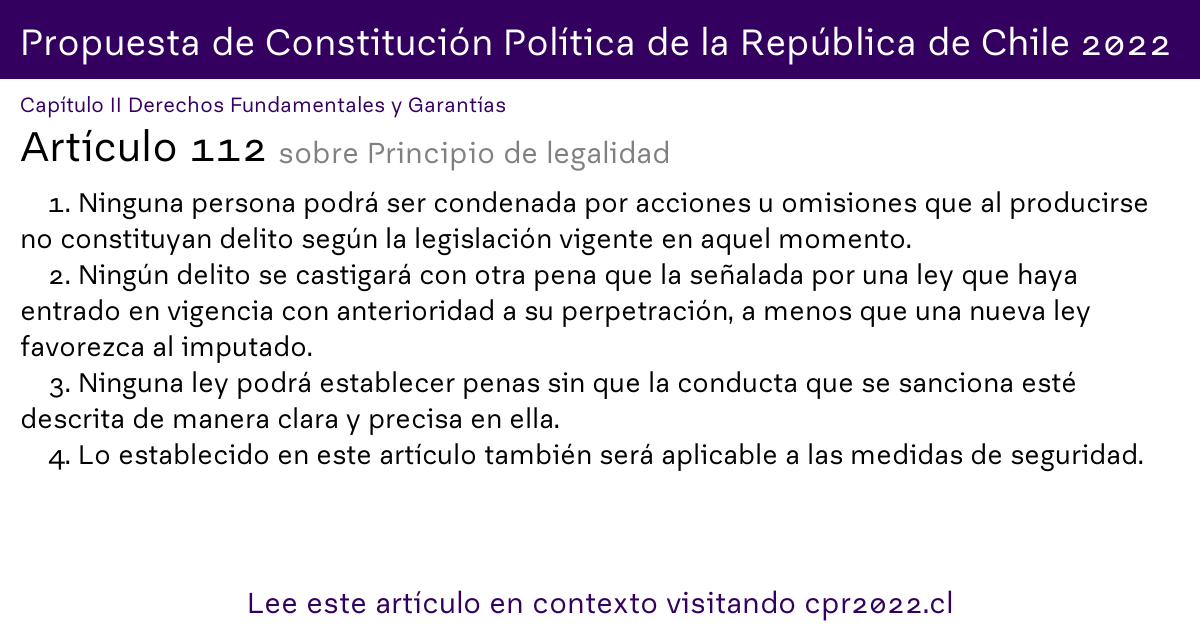 Propuesta de Constitución Política de la República de Chile 2022
Capítulo II Derechos Fundamentales y Garantías
Artículo 112 sobre Principio de legalidad
1. Ninguna persona podrá ser condenada por acciones u omisiones que al producirse
no constituyan delito según la legislación vigente en aquel momento.
2. Ningún delito se castigará con otra pena que la señalada por una ley que haya
entrado en vigencia con anterioridad a su perpetración, a menos que una nueva ley
favorezca al imputado.
3. Ninguna ley podrá establecer penas sin que la conducta que se sanciona esté
descrita de manera clara y precisa en ella.
4. Lo establecido en este artículo también será aplicable a las medidas de seguridad.
Lee este artículo en contexto visitando cpr2022.cl